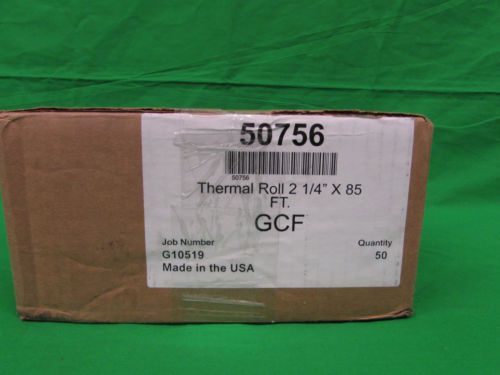 50756
50756
Thermal Roll 2 1/4" X 85
FT.
GCF
Job Number
G10519
Made in the USA
Quantity
50